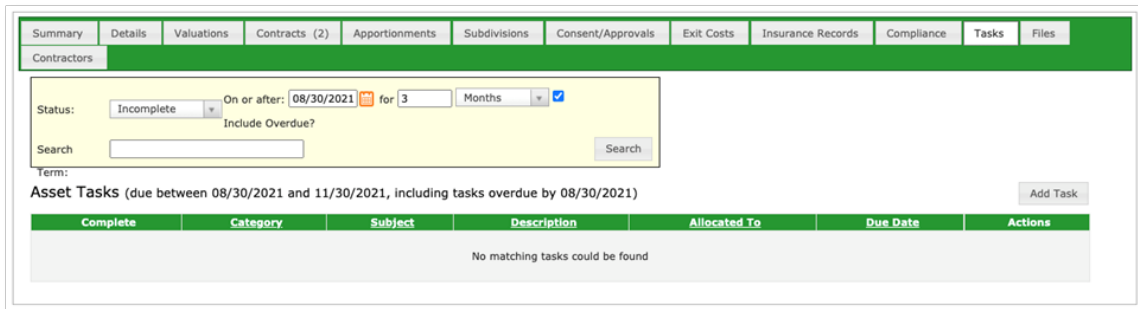 Summary Details Valuations Contracts (2) Apportionments Subdivisions Consent/Approvals Exit Costs Insurance Records Compliance Tasks Files
Contractors
Status: Incomplete On or after: 08/30/2021 for 3 Months
Include Overdue?
Search Search
Term:
Asset Tasks (due between 08/30/2021 and 11/30/2021, including tasks overdue by 08/30/2021) Add Task
Complete Category Subject Description Allocated To Due Date Actions
No matching tasks could be found